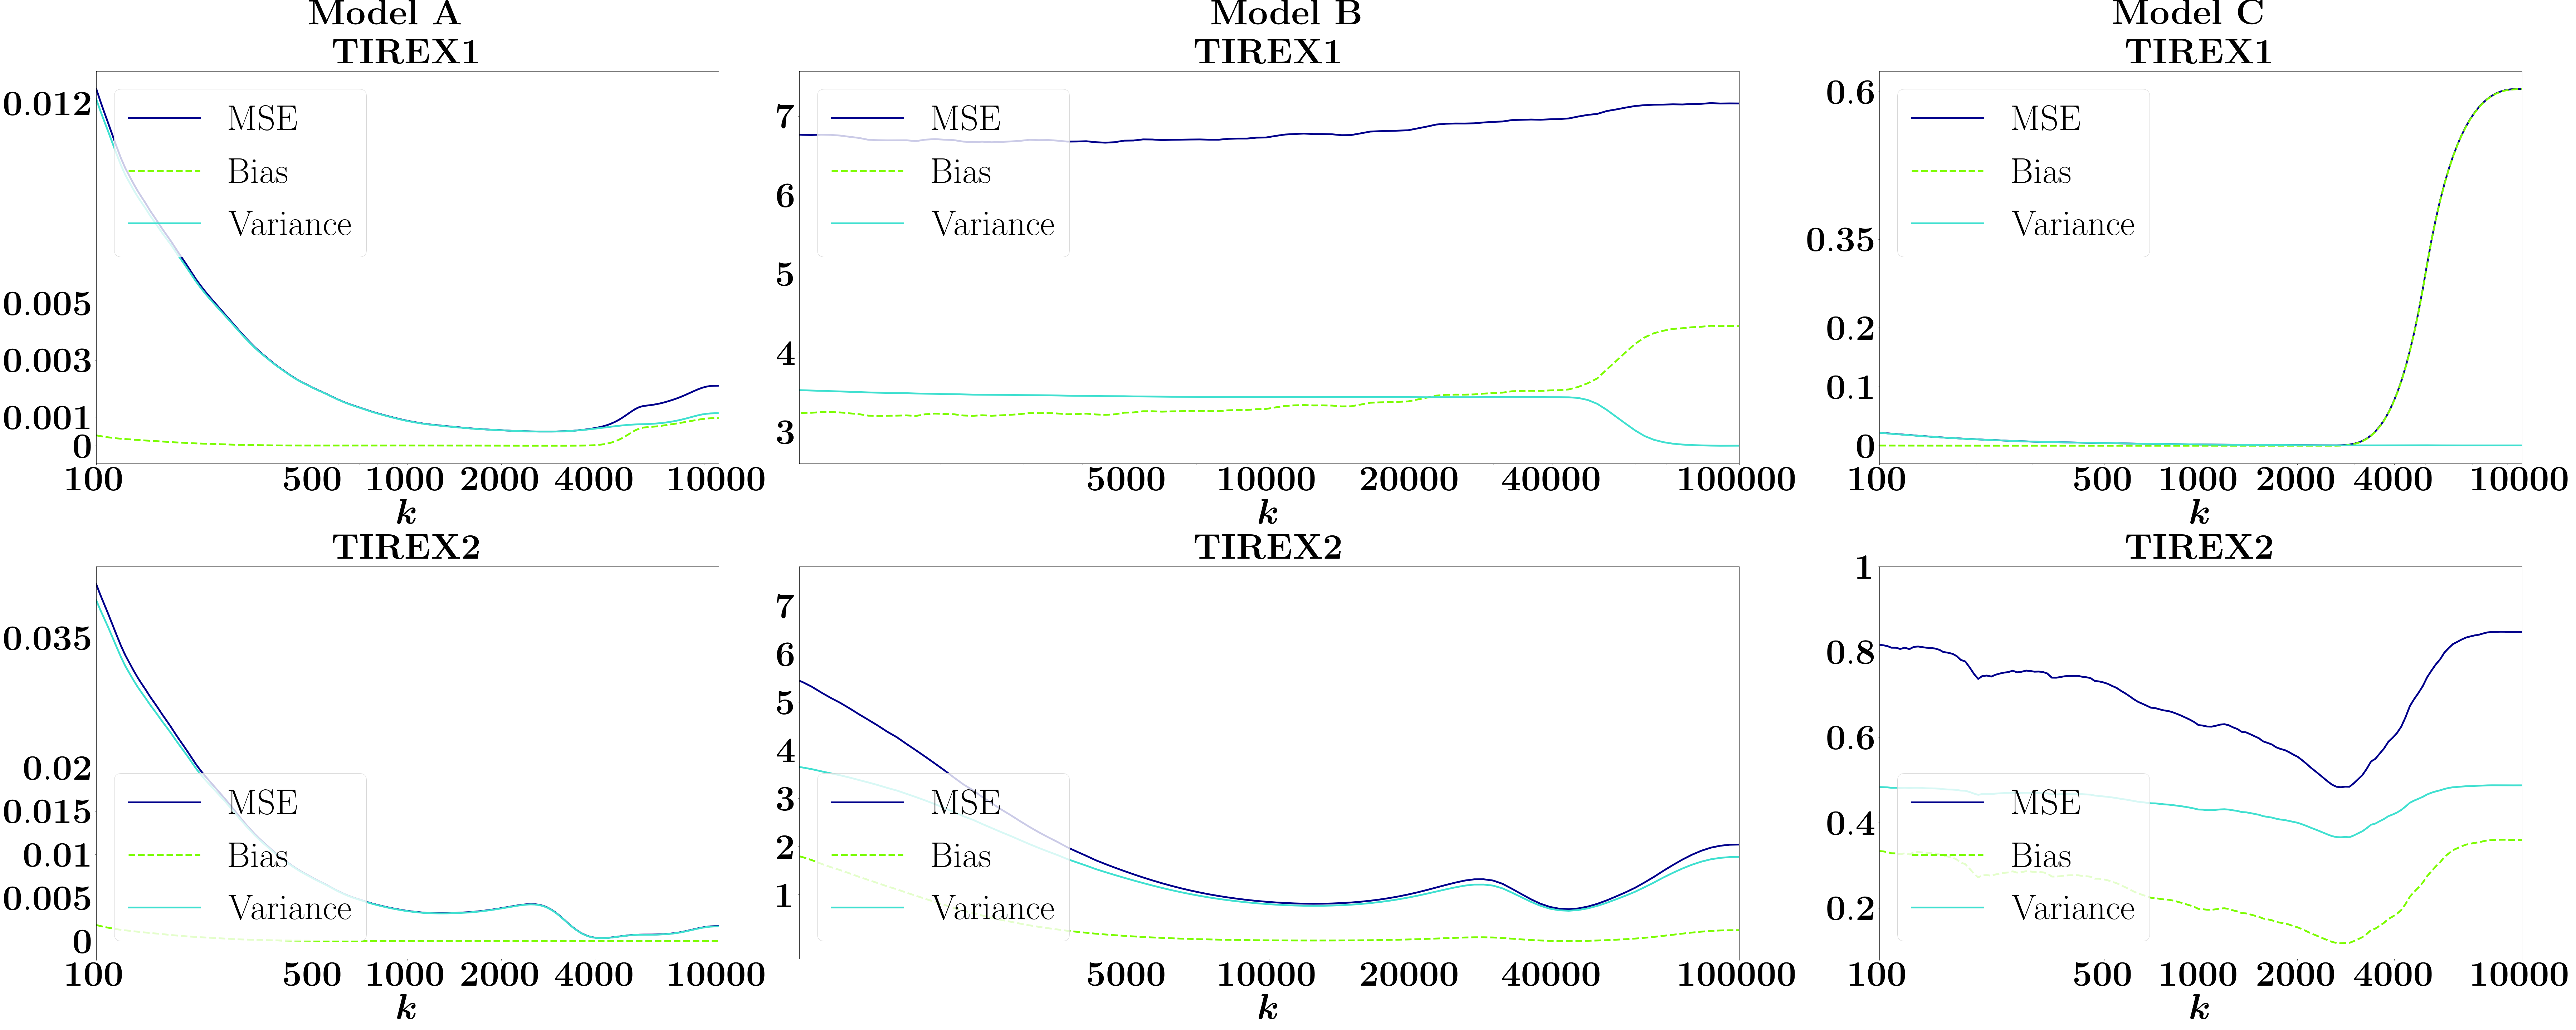 Model A
Model B
Model C
TIREX1
TIREX1
TIREX1
0.012
0.005
0.003
0.001
0
MSE
Bias
Variance
100
500
1000
2000
4000
10000
k
7
6
5
4
3
MSE
Bias
Variance
5000
10000
20000
40000
100000
k
0.6
0.35
0.2
0.1
0
MSE
Bias
Variance
100
500
1000
2000
4000
10000
k
TIREX2
TIREX2
TIREX2
0.035
0.02
0.015
0.01
0.005
0
MSE
Bias
Variance
100
500
1000
2000
4000
10000
k
7
6
5
4
3
2
1
MSE
Bias
Variance
5000
10000
20000
40000
100000
k
1
0.8
0.6
0.4
0.2
MSE
Bias
Variance
100
500
1000
2000
4000
10000
k